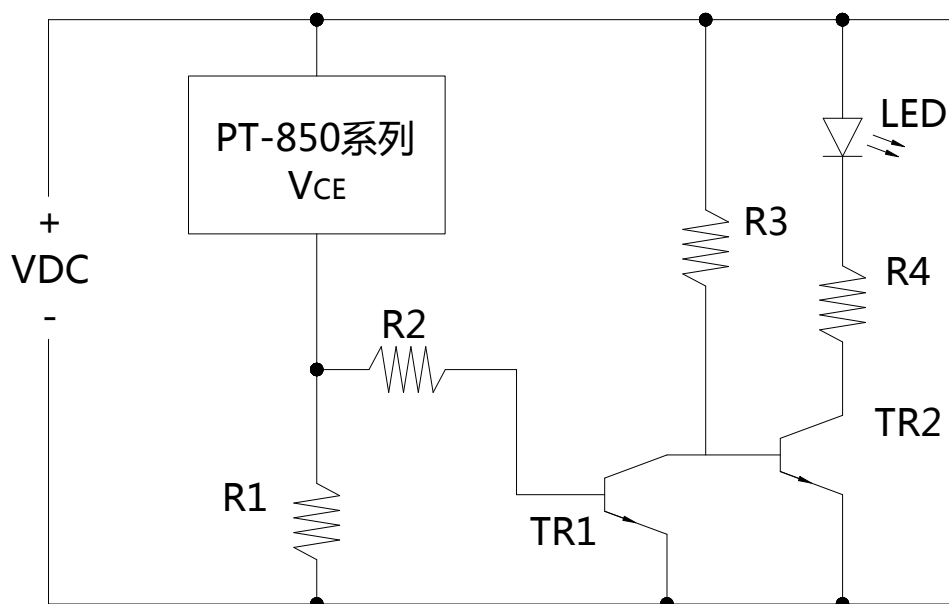 PT-850系列
VCE
LED
+
VDC
-
R3
R4
R2
R1
TR1
TR2